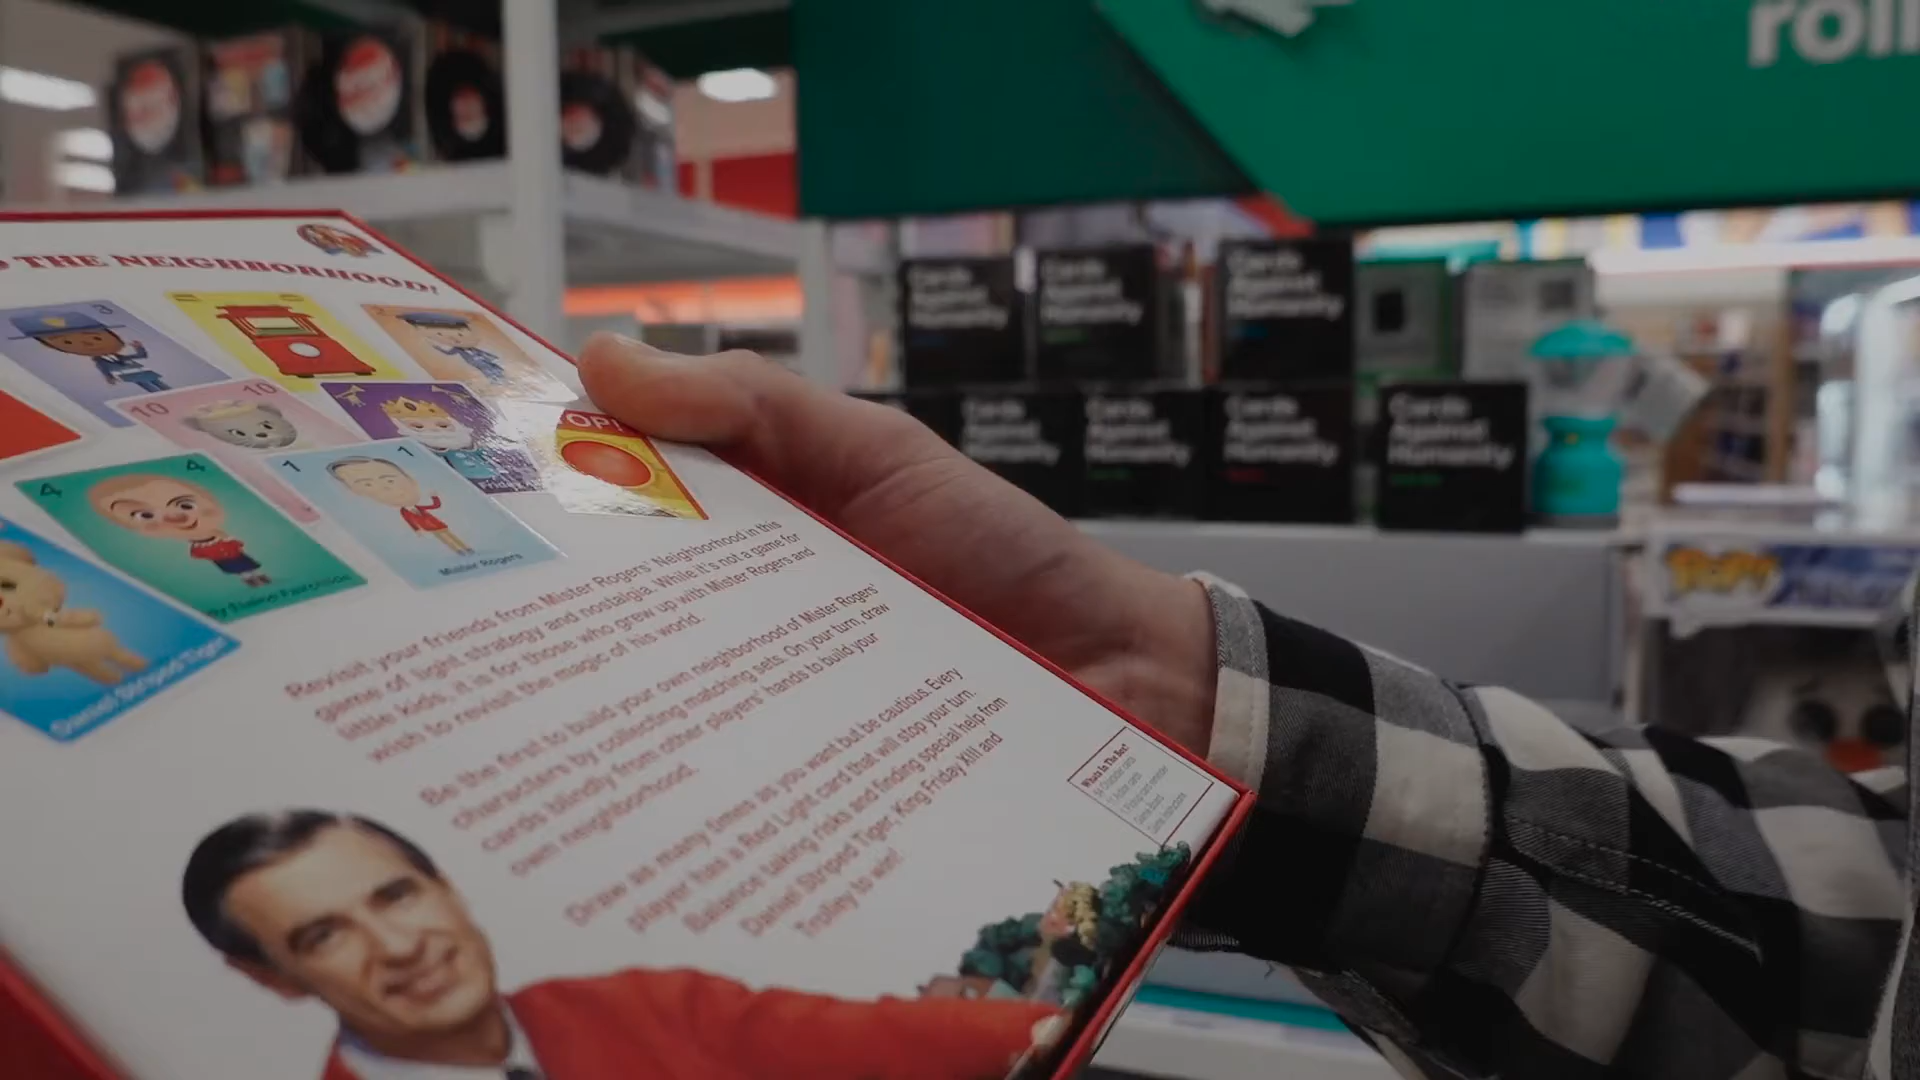 roll
THE NEIGHBORHOOD!
3
10 10
OP!
4 4
1 1
Mister Rogers
Daniel Striped Tiger
Revisit your friends from Mister Rogers' Neighborhood in this
game of light strategy and nostalgia. While it's not a game for
little kids, it is for those who grew up with Mister Rogers and
wish to revisit the magic of his world.
Be the first to build your own neighborhood of Mister Rogers'
characters by collecting matching sets. On your turn, draw
cards blindly from other players' hands to build your
own neighborhood.
Draw as many times as you want but be cautious. Every
player has a Red Light card that will stop your turn.
Balance taking risks and finding special help from
Daniel Striped Tiger, King Friday XIII and
Trolley to win!
What's In The Box?
Cards
Against
Humanity
Cards
Against
Humanity
Cards
Against
Humanity
Cards
Against
Humanity
Cards
Against
Humanity
Cards
Against
Humanity
Cards
Against
Humanity
POP!